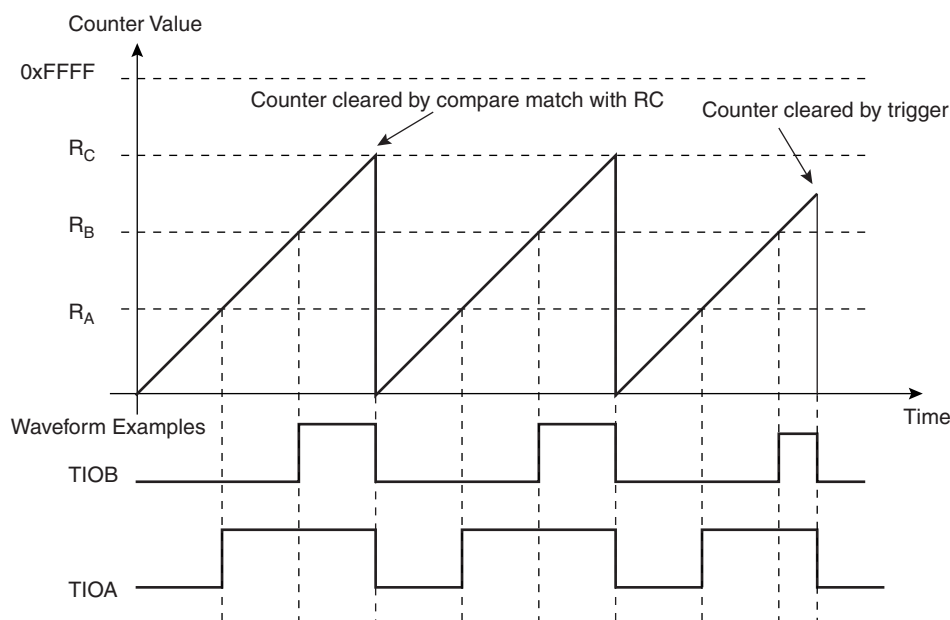 Counter Value
0xFFFF
Counter cleared by compare match with RC
Counter cleared by trigger
RC
RB
RA
Time
Waveform Examples
TIOB
TIOA